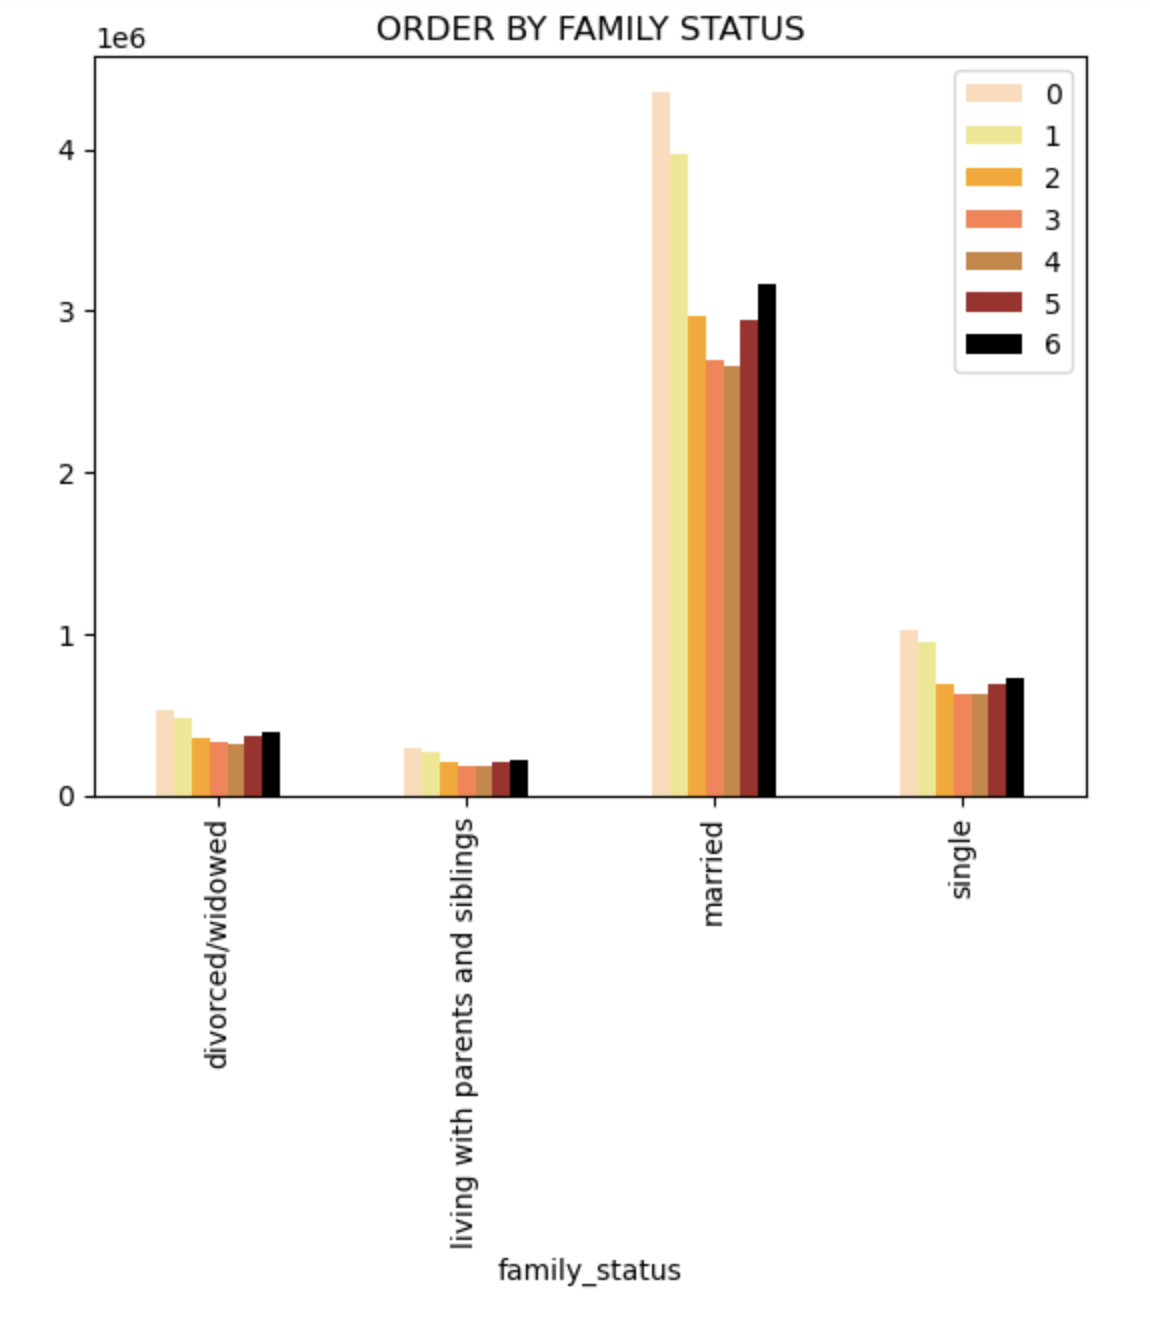 ORDER BY FAMILY STATUS
1e6
4
3
2
1
0
0
1
2
3
4
5
6
divorced/widowed
living with parents and siblings
married
single
family_status